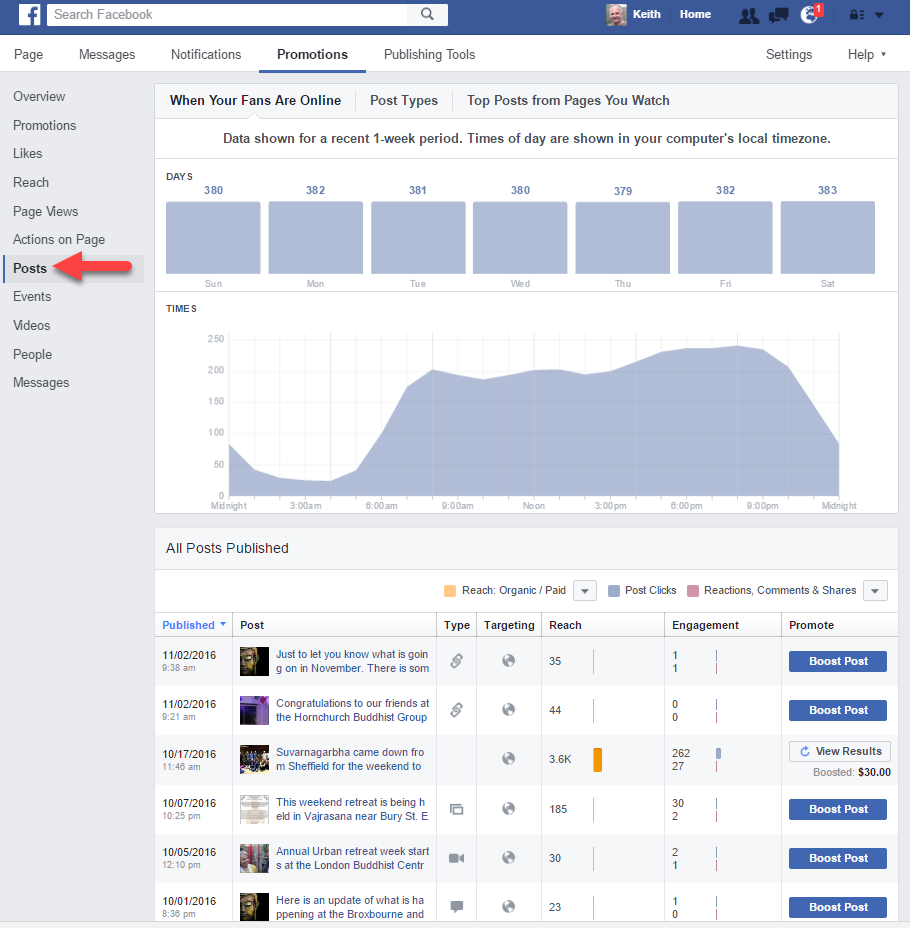 f Search Facebook Keith Home 1
Page Messages Notifications Promotions Publishing Tools Settings Help
Overview
Promotions
Likes
Reach
Page Views
Actions on Page
Posts
Events
Videos
People
Messages
When Your Fans Are Online Post Types Top Posts from Pages You Watch
Data shown for a recent 1-week period. Times of day are shown in your computer's local timezone.
DAYS
380 382 381 380 379 382 383
Sun Mon Tue Wed Thu Fri Sat
TIMES
250
200
150
100
50
0
Midnight 3:00am 6:00am 9:00am Noon 3:00pm 6:00pm 9:00pm Midnight
All Posts Published
Reach: Organic / Paid Post Clicks Reactions, Comments & Shares
Published Post Type Targeting Reach Engagement Promote
11/02/2016 Just to let you know what is goin 35 1 Boost Post
9:38 am g on in November. There is som 1
11/02/2016 Congratulations to our friends at 44 0 Boost Post
9:21 am the Hornchurch Buddhist Group 0
10/17/2016 Suvarnagarbha came down fro 3.6K 262 View Results
11:46 am m Sheffield for the weekend to 27 Boosted: $30.00
10/07/2016 This weekend retreat is being h 185 30 Boost Post
10:25 pm eld in Vajrasana near Bury St. E 2
10/05/2016 Annual Urban retreat week start 30 2 Boost Post
12:10 pm s at the London Buddhist Centr 1
10/01/2016 Here is an update of what is ha 23 1 Boost Post
8:36 pm ppening at the Broxbourne and 0